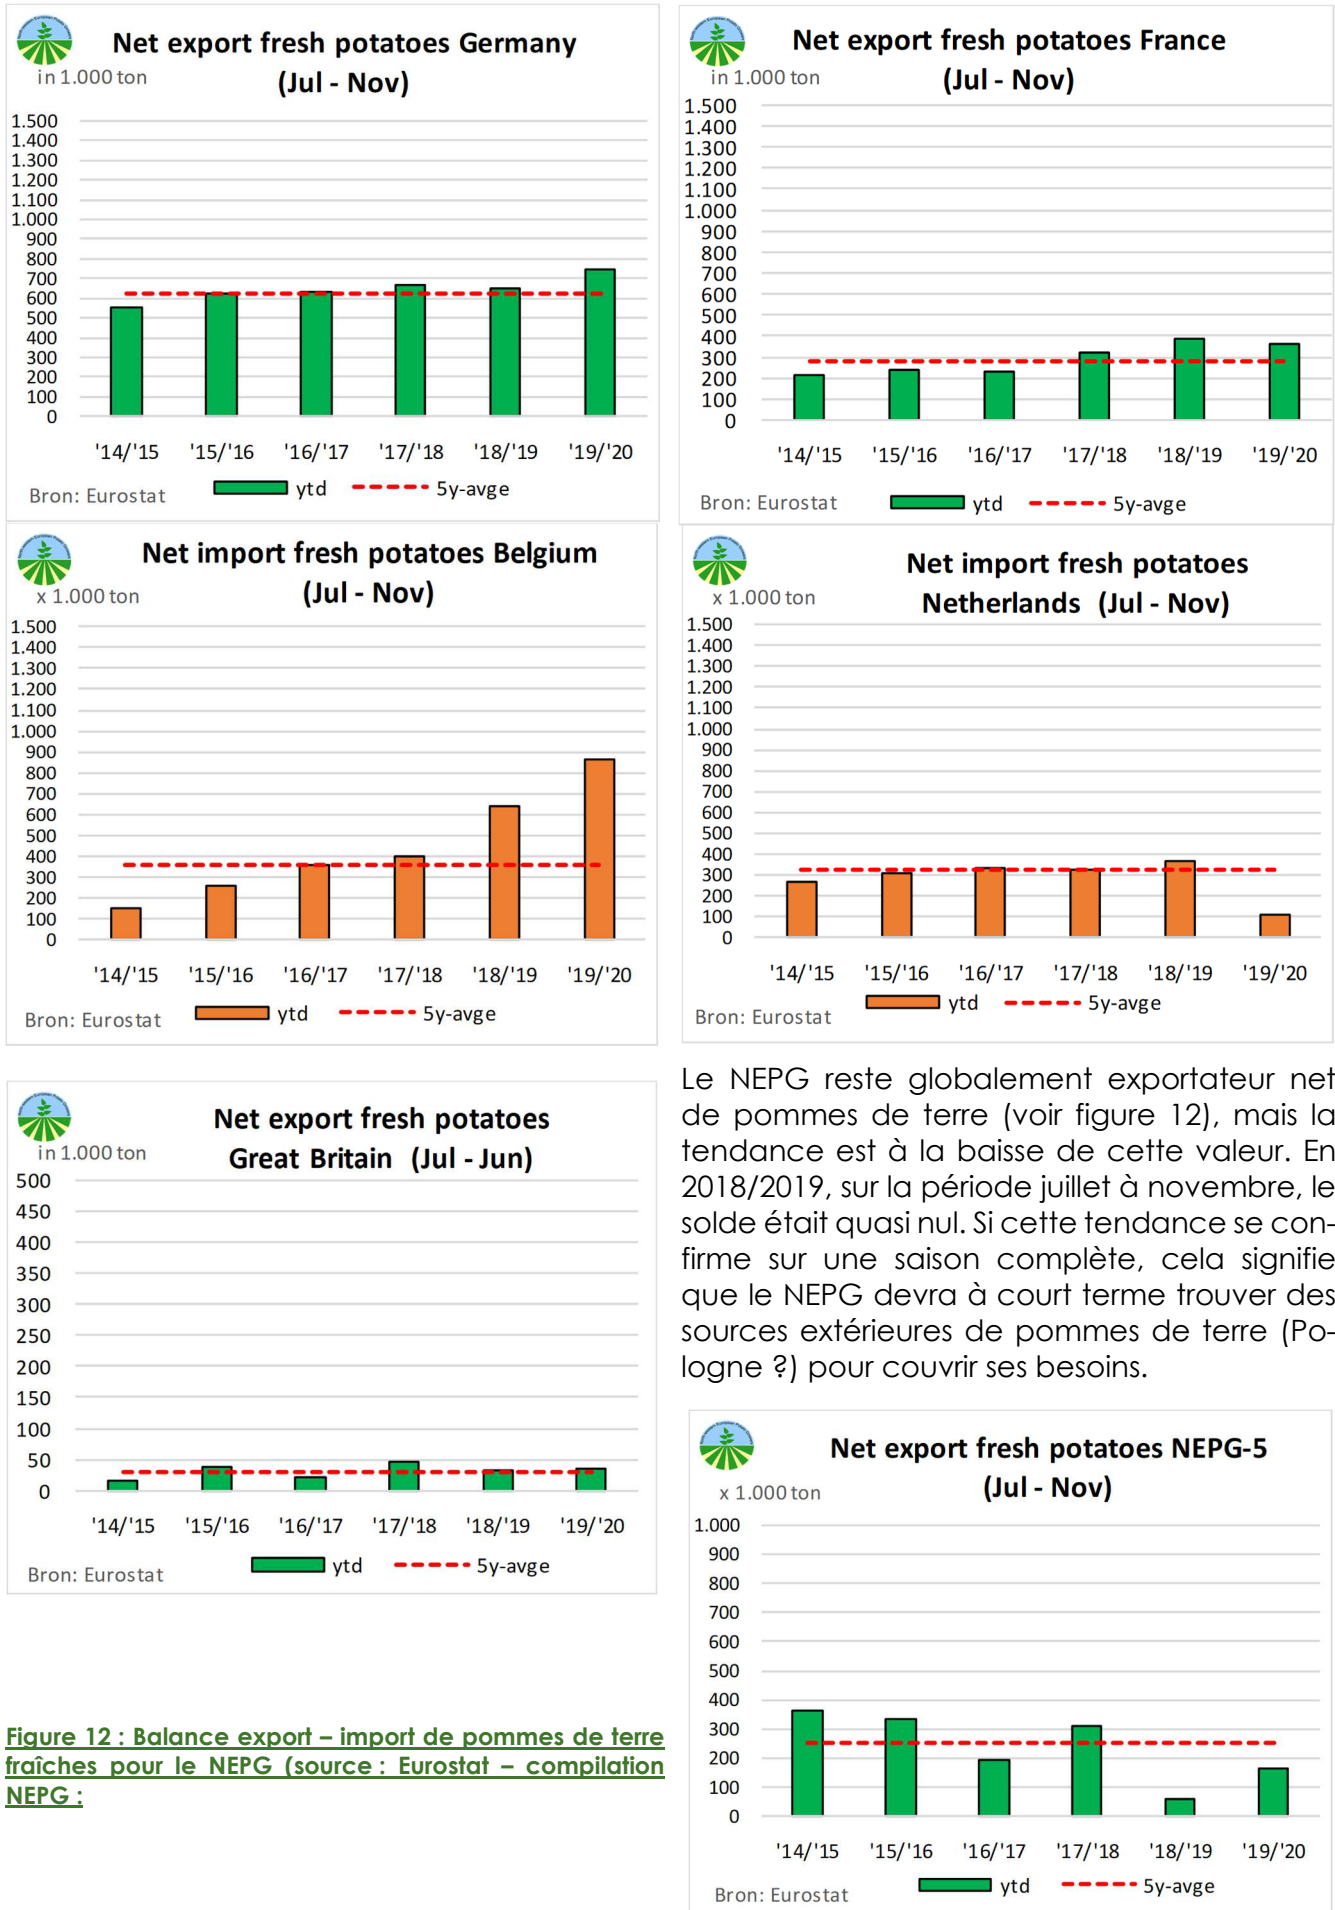 Net export fresh potatoes Germany
(Jul - Nov)
in 1.000 ton
1.500
1.400
1.300
1.200
1.100
1.000
900
800
700
600
500
400
300
200
100
0
'14/'15 '15/'16 '16/'17 '17/'18 '18/'19 '19/'20
Bron: Eurostat ytd 5y-avge
Net export fresh potatoes France
(Jul - Nov)
in 1.000 ton
1.500
1.400
1.300
1.200
1.100
1.000
900
800
700
600
500
400
300
200
100
0
'14/'15 '15/'16 '16/'17 '17/'18 '18/'19 '19/'20
Bron: Eurostat ytd 5y-avge
Net import fresh potatoes Belgium
(Jul - Nov)
x 1.000 ton
1.500
1.400
1.300
1.200
1.100
1.000
900
800
700
600
500
400
300
200
100
0
'14/'15 '15/'16 '16/'17 '17/'18 '18/'19 '19/'20
Bron: Eurostat ytd 5y-avge
Net import fresh potatoes
Netherlands (Jul - Nov)
x 1.000 ton
1.500
1.400
1.300
1.200
1.100
1.000
900
800
700
600
500
400
300
200
100
0
'14/'15 '15/'16 '16/'17 '17/'18 '18/'19 '19/'20
Bron: Eurostat ytd 5y-avge
Net export fresh potatoes
Great Britain (Jul - Jun)
in 1.000 ton
500
450
400
350
300
250
200
150
100
50
0
'14/'15 '15/'16 '16/'17 '17/'18 '18/'19 '19/'20
Bron: Eurostat ytd 5y-avge
Figure 12 : Balance export – import de pommes de terre
fraîches pour le NEPG (source : Eurostat – compilation
NEPG :
Le NEPG reste globalement exportateur net
de pommes de terre (voir figure 12), mais la
tendance est à la baisse de cette valeur. En
2018/2019, sur la période juillet à novembre, le
solde était quasi nul. Si cette tendance se con-
firme sur une saison complète, cela signifie
que le NEPG devra à court terme trouver des
sources extérieures de pommes de terre (Po-
logne ?) pour couvrir ses besoins.
Net export fresh potatoes NEPG-5
(Jul - Nov)
x 1.000 ton
1.000
900
800
700
600
500
400
300
200
100
0
'14/'15 '15/'16 '16/'17 '17/'18 '18/'19 '19/'20
Bron: Eurostat ytd 5y-avge